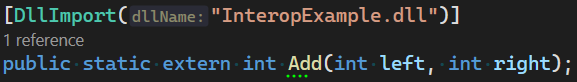 [DllImport(dllName:"InteropExample.dll")]
1 reference
public static extern int Add(int left, int right);